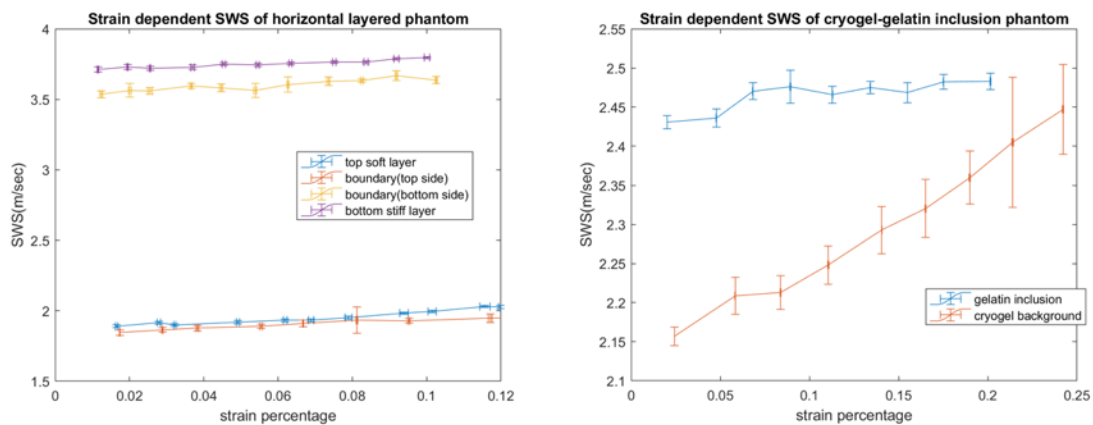 Strain dependent SWS of horizontal layered phantom
4
3.5
3
2.5
2
1.5
SWS(m/sec)
top soft layer
boundary(top side)
boundary(bottom side)
bottom stiff layer
0 0.02 0.04 0.06 0.08 0.1 0.12
strain percentage
Strain dependent SWS of cryogel-gelatin inclusion phantom
2.55
2.5
2.45
2.4
2.35
2.3
2.25
2.2
2.15
2.1
SWS(m/sec)
gelatin inclusion
cryogel background
0 0.05 0.1 0.15 0.2 0.25
strain percentage